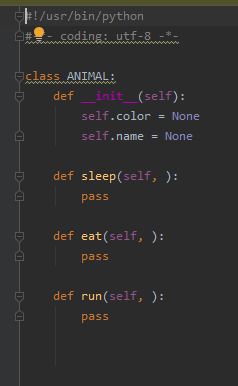 #!/usr/bin/python
# - coding: utf-8 -*-
class ANIMAL:
def __init__(self):
self.color = None
self.name = None
def sleep(self, ):
pass
def eat(self, ):
pass
def run(self, ):
pass